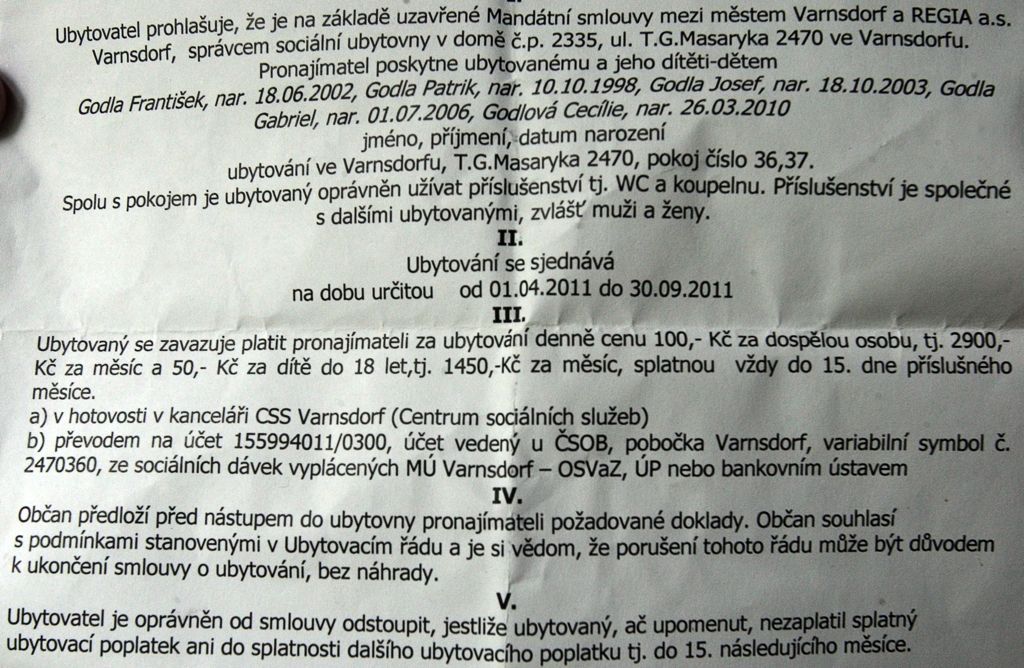 Ubytovatel prohlašuje, že je na základě uzavřené Mandátní smlouvy mezi městem Varnsdorf a REGIA a.s.
Varnsdorf, správcem sociální ubytovny v domě č.p. 2335, ul. T.G.Masaryka 2470 ve Varnsdorfu.
Pronajímatel poskytne ubytovanému a jeho dítěti-dětem
Godla František, nar. 18.06.2002, Godla Patrik, nar. 10.10.1998, Godla Josef, nar. 18.10.2003, Godla
Gabriel, nar. 01.07.2006, Godlová Cecílie, nar. 26.03.2010
jméno, příjmení, datum narození
ubytování ve Varnsdorfu, T.G.Masaryka 2470, pokoj číslo 36,37.
Spolu s pokojem je ubytovaný oprávněn užívat příslušenství tj. WC a koupelnu. Příslušenství je společné
s dalšími ubytovanými, zvlášť muži a ženy.
II.
Ubytování se sjednává
na dobu určitou od 01.04.2011 do 30.09.2011
III.
Ubytovaný se zavazuje platit pronajímateli za ubytování denně cenu 100,- Kč za dospělou osobu, tj. 2900,-
Kč za měsíc a 50,- Kč za dítě do 18 let,tj. 1450,-Kč za měsíc, splatnou vždy do 15. dne příslušného
měsíce.
a) v hotovosti v kanceláři CSS Varnsdorf (Centrum sociálních služeb)
b) převodem na účet 155994011/0300, účet vedený u ČSOB, pobočka Varnsdorf, variabilní symbol č.
2470360, ze sociálních dávek vyplácených MÚ Varnsdorf – OSVaZ, ÚP nebo bankovním ústavem
IV.
Občan předloží před nástupem do ubytovny pronajímateli požadované doklady. Občan souhlasí
s podmínkami stanovenými v Ubytovacím řádu a je si vědom, že porušení tohoto řádu může být důvodem
k ukončení smlouvy o ubytování, bez náhrady.
V.
Ubytovatel je oprávněn od smlouvy odstoupit, jestliže ubytovaný, ač upomenut, nezaplatil splatný
ubytovací poplatek ani do splatnosti dalšího ubytovacího poplatku tj. do 15. následujícího měsíce.